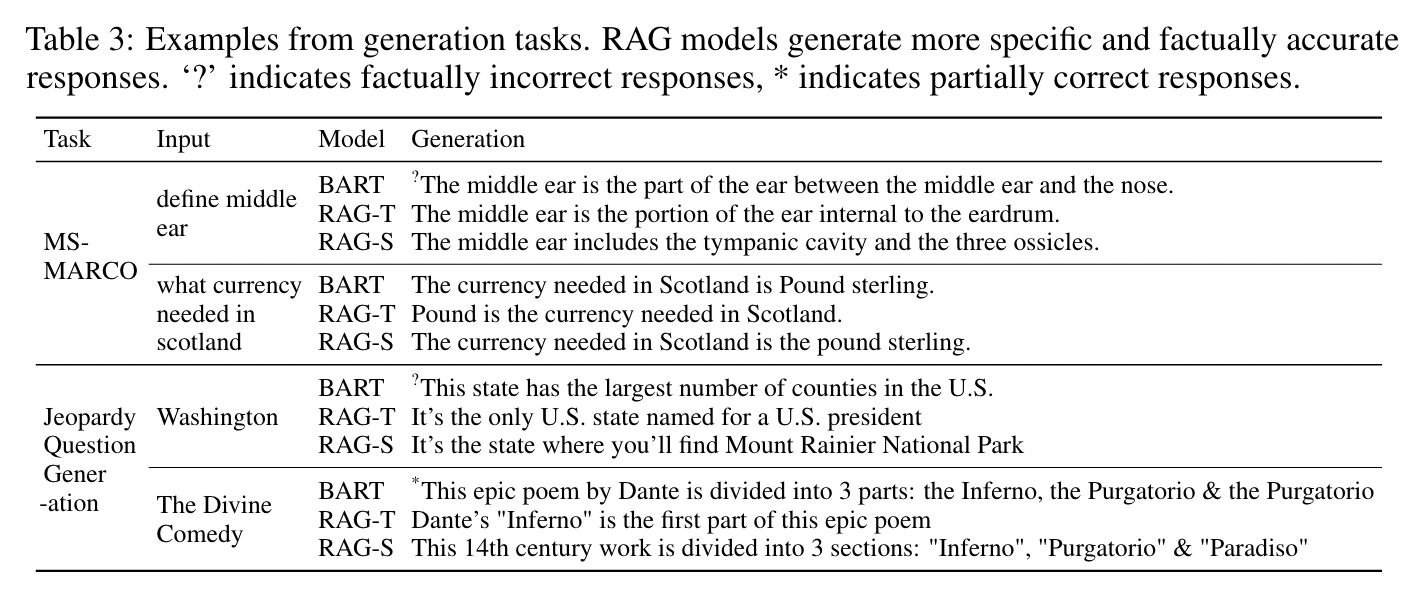 Table 3: Examples from generation tasks. RAG models generate more specific and factually accurate
responses. ‘?’ indicates factually incorrect responses, * indicates partially correct responses.
Task Input Model Generation
MS-
MARCO
define middle
ear
BART ?The middle ear is the part of the ear between the middle ear and the nose.
RAG-T The middle ear is the portion of the ear internal to the eardrum.
RAG-S The middle ear includes the tympanic cavity and the three ossicles.
what currency
needed in
scotland
BART The currency needed in Scotland is Pound sterling.
RAG-T Pound is the currency needed in Scotland.
RAG-S The currency needed in Scotland is the pound sterling.
Jeopardy
Question
Gener
-ation
Washington
BART ?This state has the largest number of counties in the U.S.
RAG-T It's the only U.S. state named for a U.S. president
RAG-S It's the state where you'll find Mount Rainier National Park
The Divine
Comedy
BART *This epic poem by Dante is divided into 3 parts: the Inferno, the Purgatorio & the Purgatorio
RAG-T Dante's "Inferno" is the first part of this epic poem
RAG-S This 14th century work is divided into 3 sections: "Inferno", "Purgatorio" & "Paradiso"